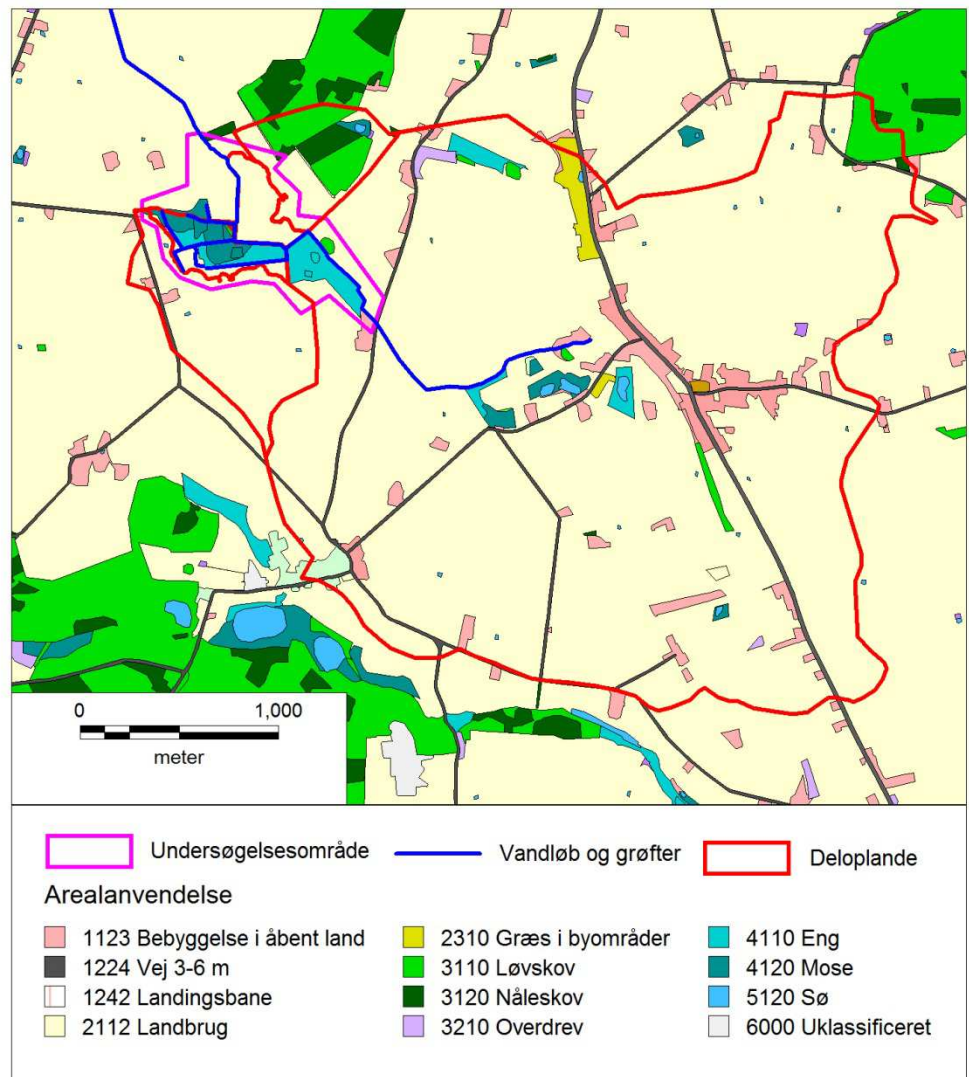 0 1,000
meter
Undersøgelsesområde Vandløb og grøfter Deloplande
Arealanvendelse
1123 Bebyggelse i åbent land
1224 Vej 3-6 m
1242 Landingsbane
2112 Landbrug
2310 Græs i byområder
3110 Løvskov
3120 Nåleskov
3210 Overdrev
4110 Eng
4120 Mose
5120 Sø
6000 Uklassificeret